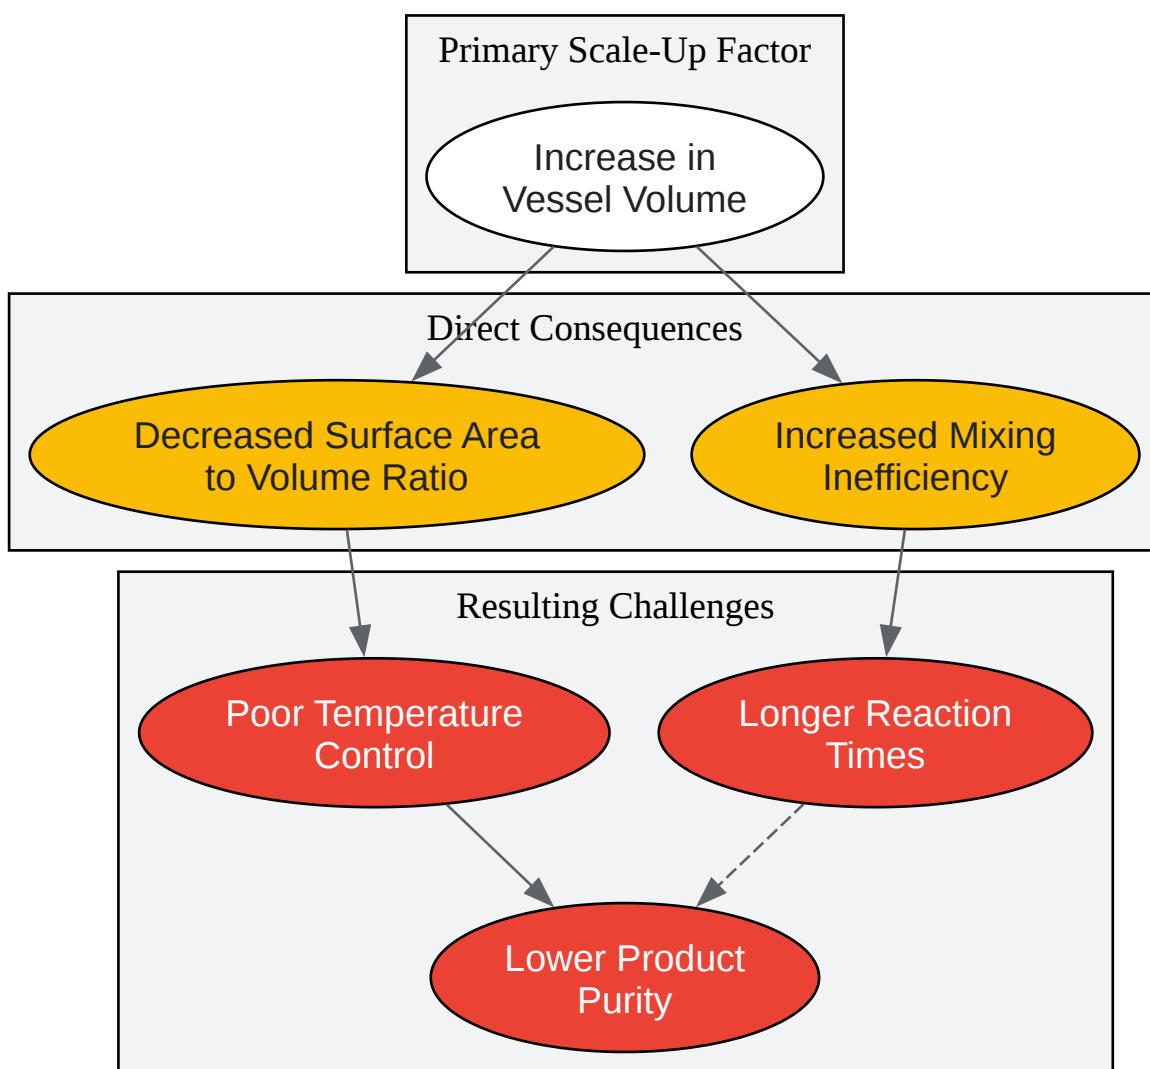 Primary Scale-Up Factor
Increase in
Vessel Volume
Direct Consequences
Decreased Surface Area
to Volume Ratio
Increased Mixing
Inefficiency
Resulting Challenges
Poor Temperature
Control
Longer Reaction
Times
Lower Product
Purity